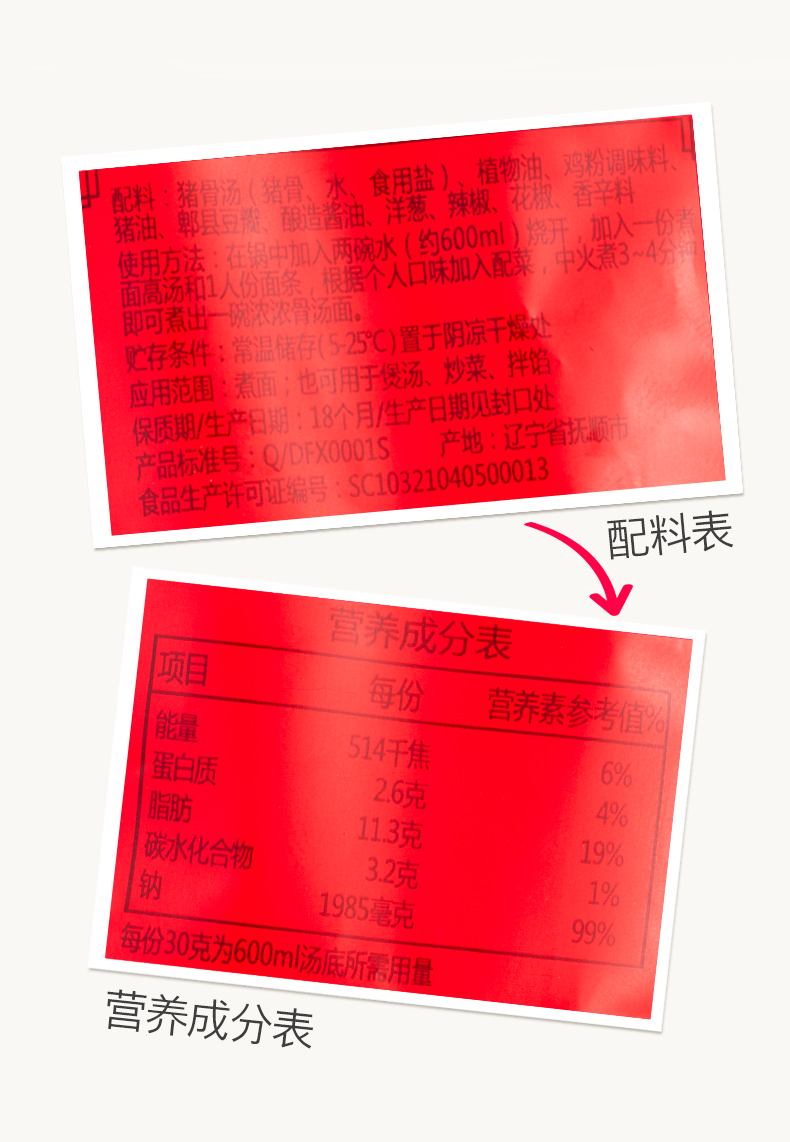 配料：猪骨汤（猪骨、水、食用盐）、植物油、鸡粉调味料、
猪油、郫县豆瓣、酿造酱油、洋葱、辣椒、花椒、香辛料
使用方法：在锅中加入两碗水（约600ml）烧开，加入一份煮
面高汤和1人份面条，根据个人口味加入配菜，中火煮3~4分钟
即可煮出一碗浓浓骨汤面。
贮存条件：常温储存(5-25℃)置于阴凉干燥处
应用范围：煮面；也可用于煲汤、炒菜、拌馅
保质期/生产日期：18个月/生产日期见封口处
产品标准号：Q/DFX0001S 产地：辽宁省抚顺市
食品生产许可证编号：SC10321040500013
配料表
营养成分表
项目 每份 营养素参考值%
能量 514千焦 6%
蛋白质 2.6克 4%
脂肪 11.3克 19%
碳水化合物 3.2克 1%
钠 1985毫克 99%
每份30克为600ml汤底所需用量
营养成分表